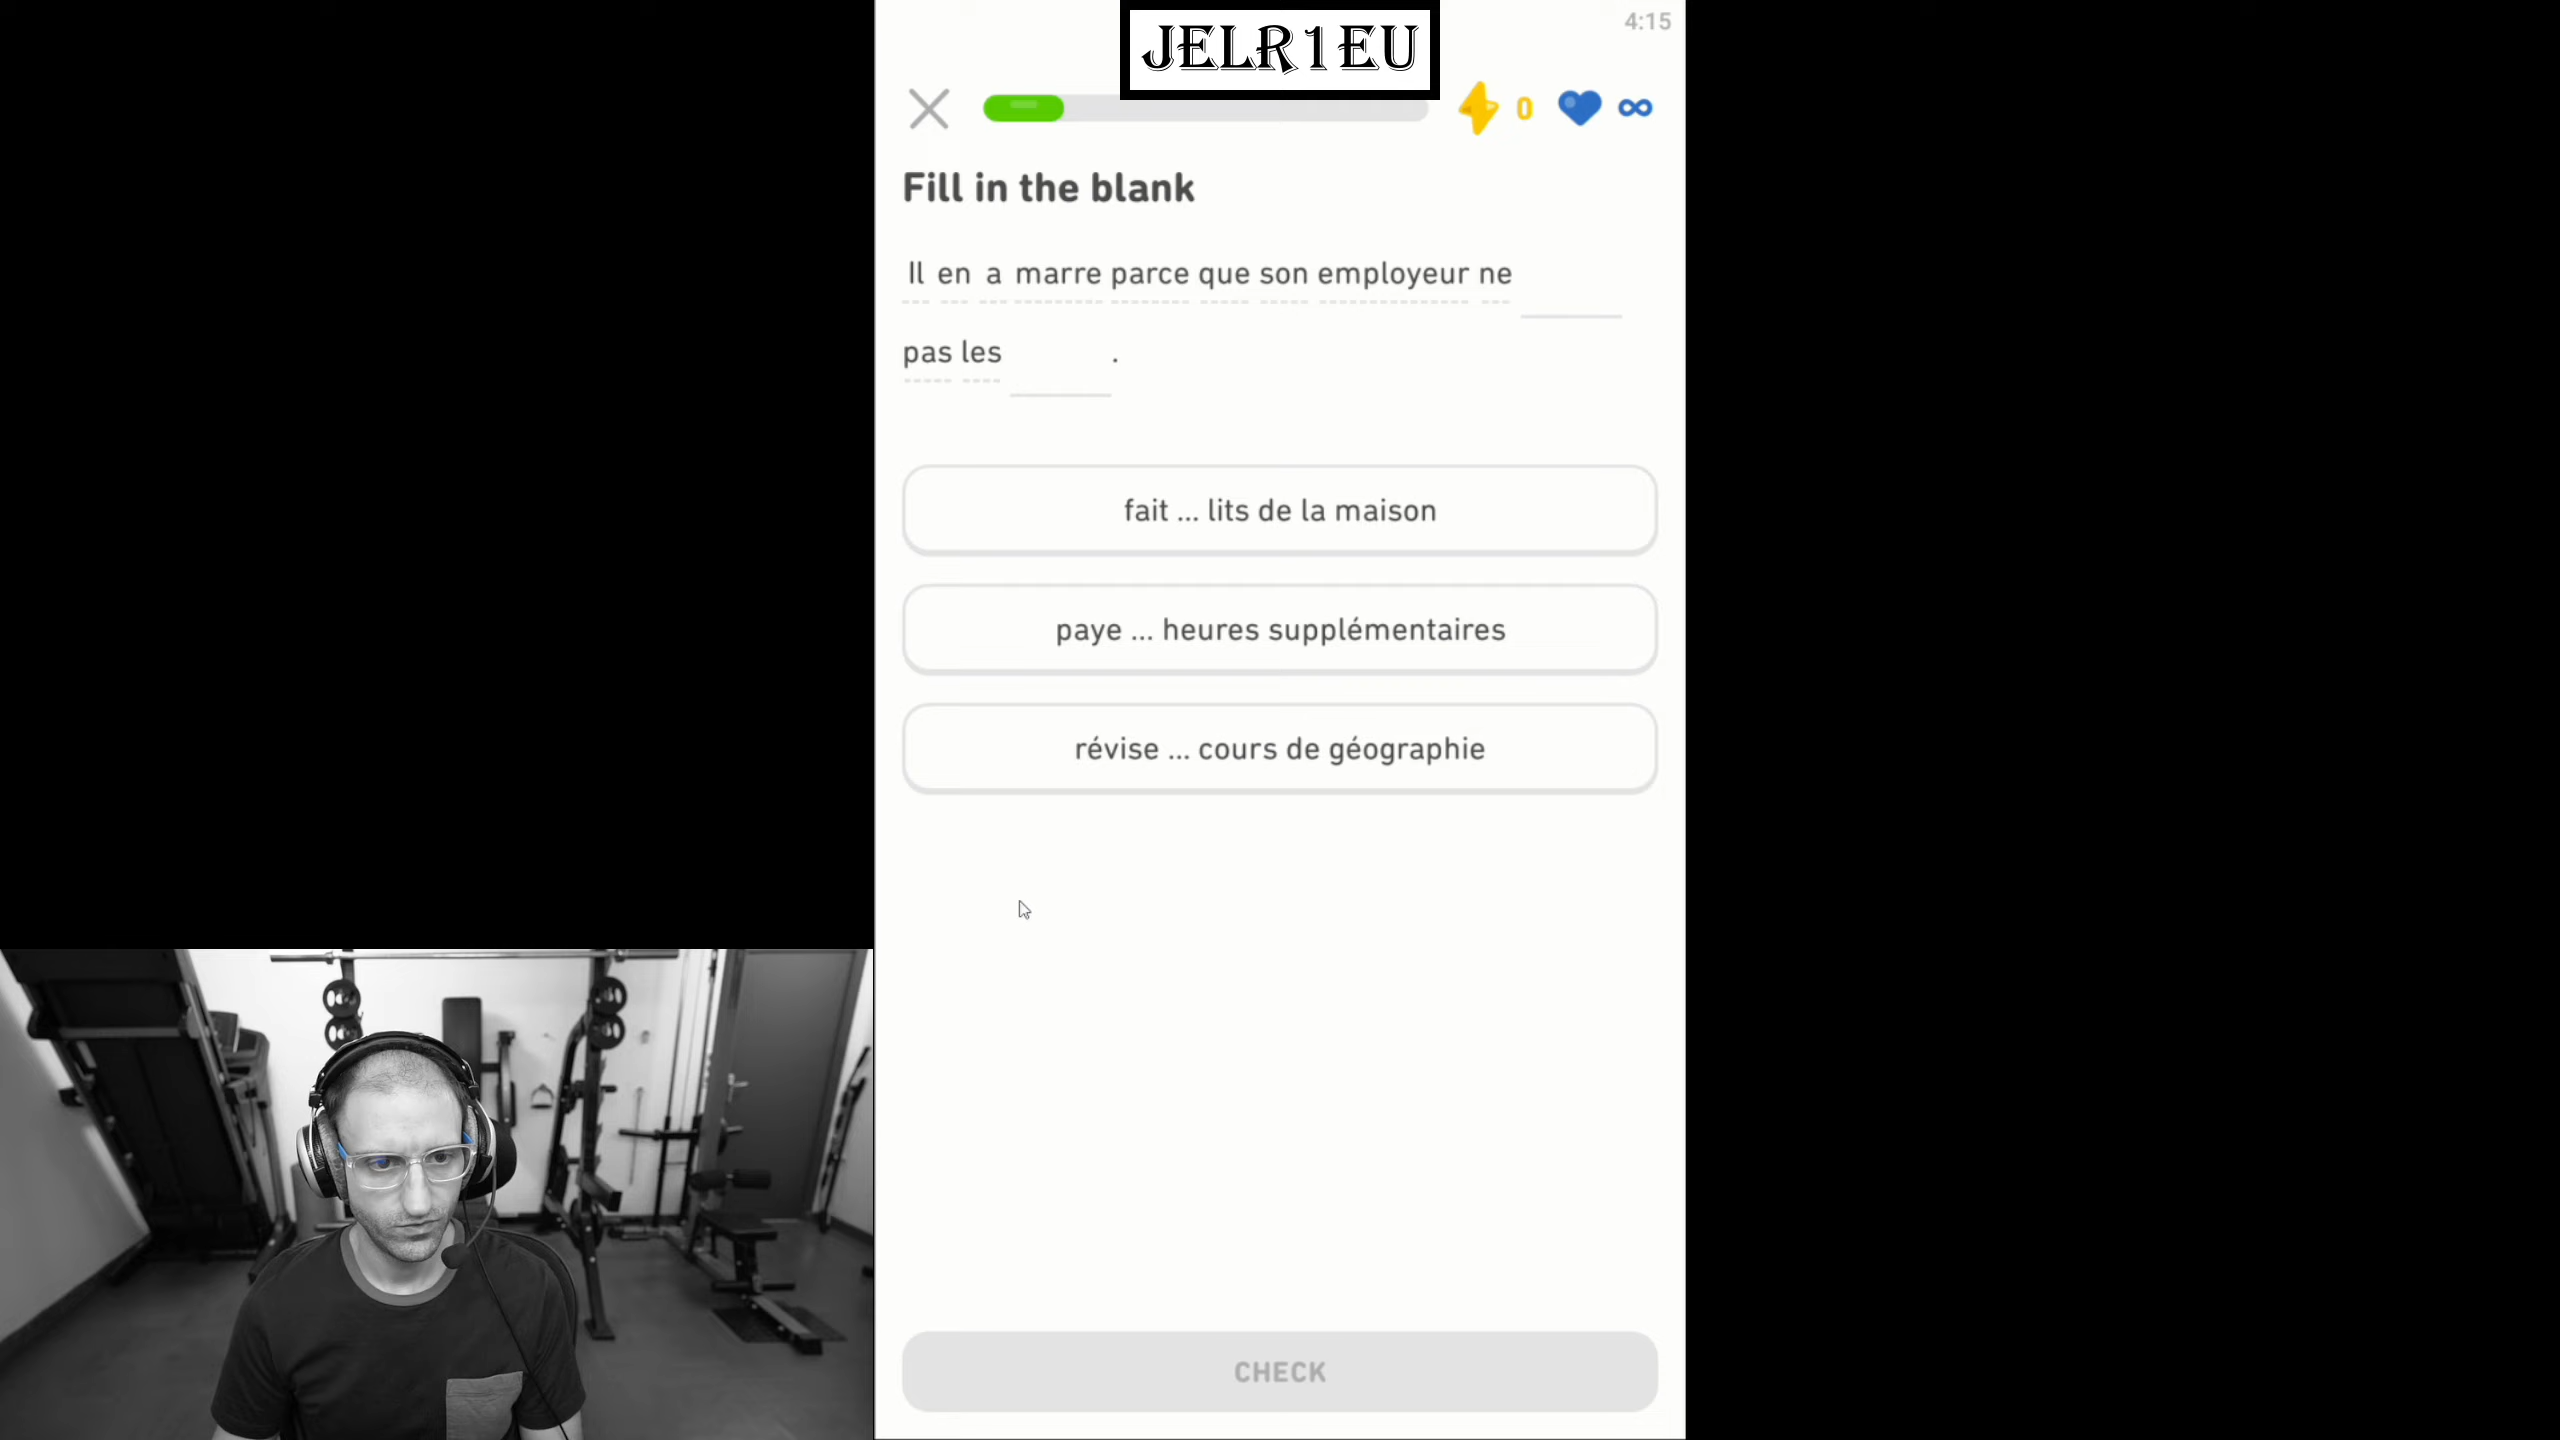 JELR1EU
4:15
0
∞
Fill in the blank
Il en a marre parce que son employeur ne
pas les .
fait ... lits de la maison
paye ... heures supplémentaires
révise ... cours de géographie
CHECK